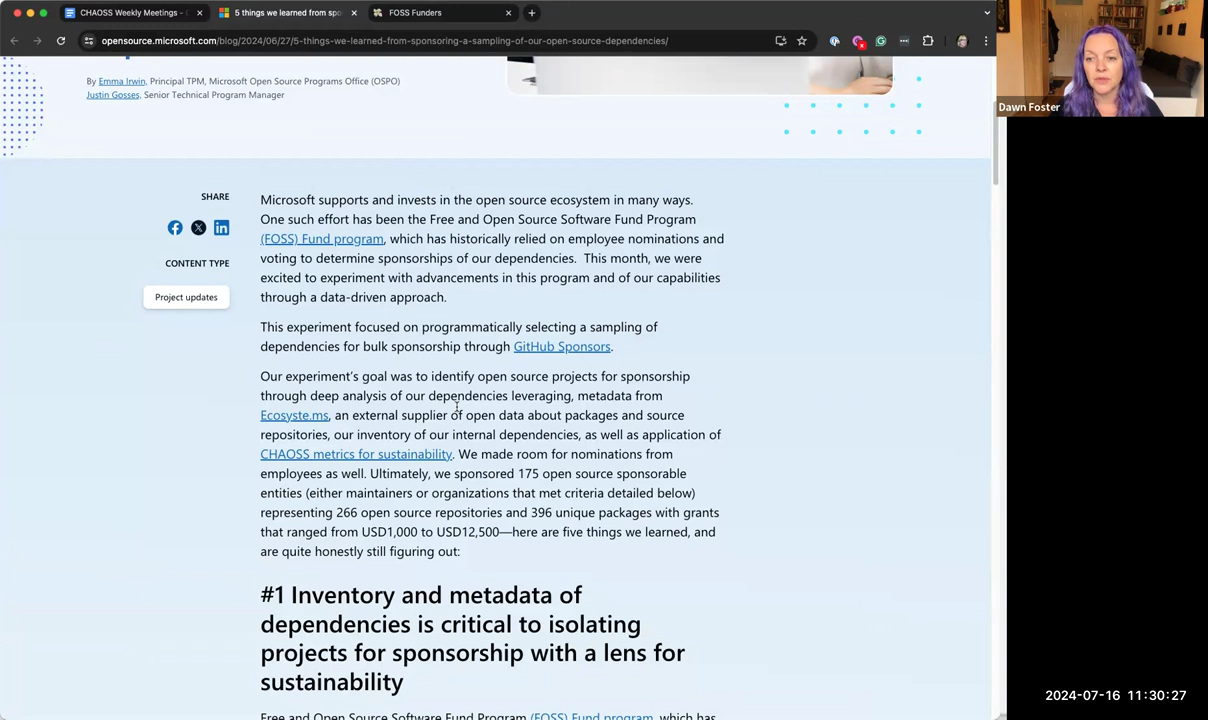 CHAOSS Weekly Meetings -
5 things we learned from spo
FOSS Funders
opensource.microsoft.com/blog/2024/06/27/5-things-we-learned-from-sponsoring-a-sampling-of-our-open-source-dependencies/
By Emma Irwin, Principal TPM, Microsoft Open Source Programs Office (OSPO)
Justin Gosses, Senior Technical Program Manager
Dawn Foster
SHARE
CONTENT TYPE
Project updates
Microsoft supports and invests in the open source ecosystem in many ways.
One such effort has been the Free and Open Source Software Fund Program
(FOSS) Fund program, which has historically relied on employee nominations and
voting to determine sponsorships of our dependencies. This month, we were
excited to experiment with advancements in this program and of our capabilities
through a data-driven approach.
This experiment focused on programmatically selecting a sampling of
dependencies for bulk sponsorship through GitHub Sponsors.
Our experiment's goal was to identify open source projects for sponsorship
through deep analysis of our dependencies leveraging, metadata from
Ecosyste.ms, an external supplier of open data about packages and source
repositories, our inventory of our internal dependencies, as well as application of
CHAOSS metrics for sustainability. We made room for nominations from
employees as well. Ultimately, we sponsored 175 open source sponsorable
entities (either maintainers or organizations that met criteria detailed below)
representing 266 open source repositories and 396 unique packages with grants
that ranged from USD1,000 to USD12,500—here are five things we learned, and
are quite honestly still figuring out:
#1 Inventory and metadata of
dependencies is critical to isolating
projects for sponsorship with a lens for
sustainability
Free and Open Source Software Fund Program (FOSS) Fund program, which has
2024-07-16 11:30:27